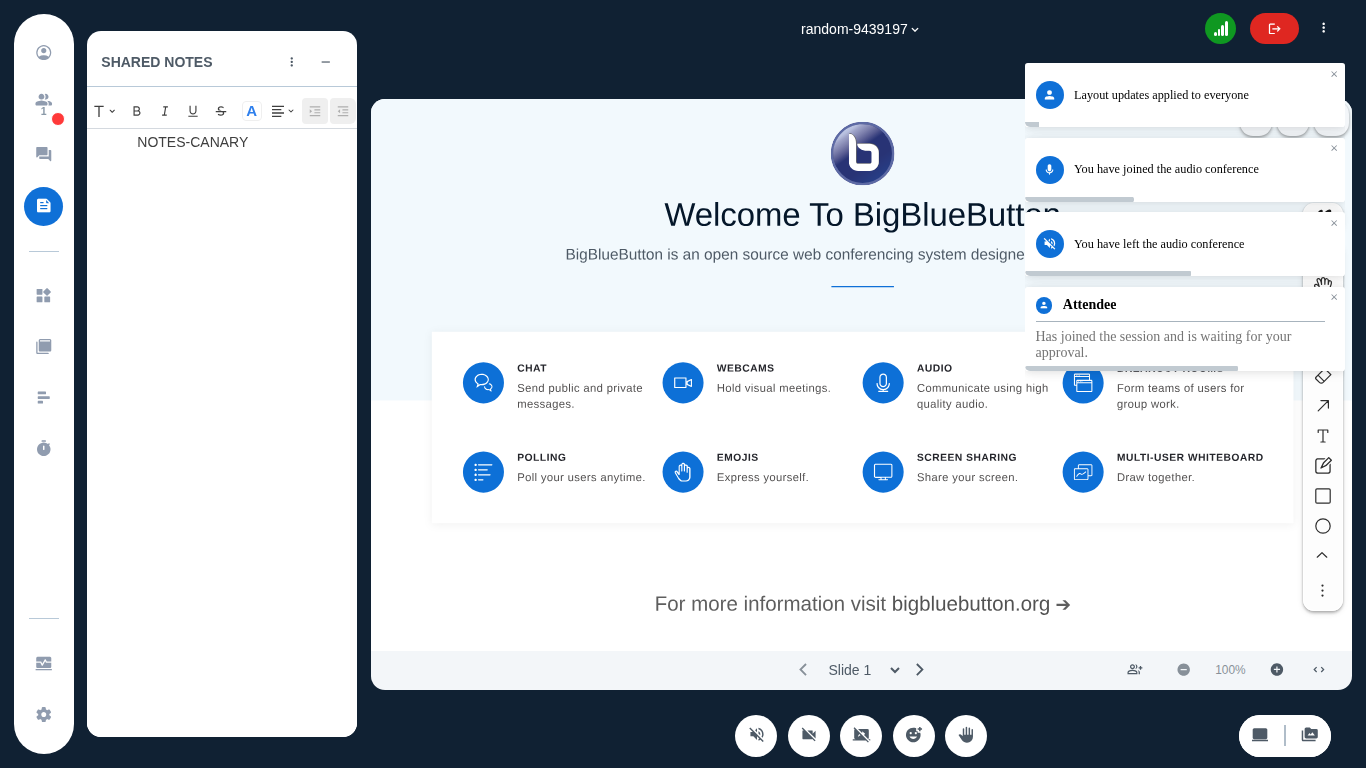 random-9439197
1
SHARED NOTES
NOTES-CANARY
Layout updates applied to everyone
You have joined the audio conference
You have left the audio conference
Attendee
Has joined the session and is waiting for your
approval.
Welcome To BigBlueButton
BigBlueButton is an open source web conferencing system designe
CHAT
Send public and private
messages.
WEBCAMS
Hold visual meetings.
AUDIO
Communicate using high
quality audio.
Form teams of users for
group work.
POLLING
Poll your users anytime.
EMOJIS
Express yourself.
SCREEN SHARING
Share your screen.
MULTI-USER WHITEBOARD
Draw together.
For more information visit bigbluebutton.org ➔
Slide 1
100%